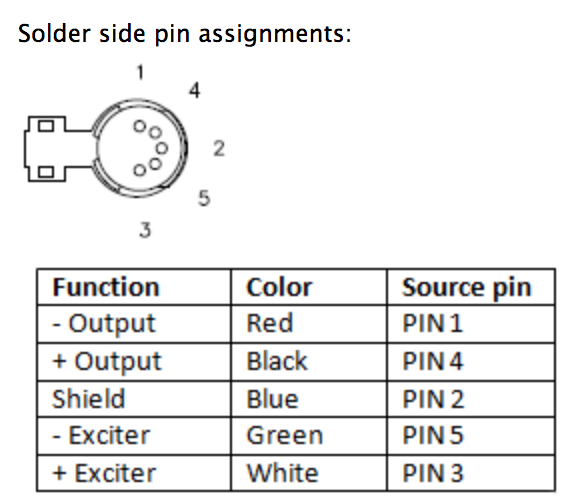 Solder side pin assignments:
1
4
2
5
3
Function Color Source pin
- Output Red PIN 1
+ Output Black PIN 4
Shield Blue PIN 2
- Exciter Green PIN 5
+ Exciter White PIN 3